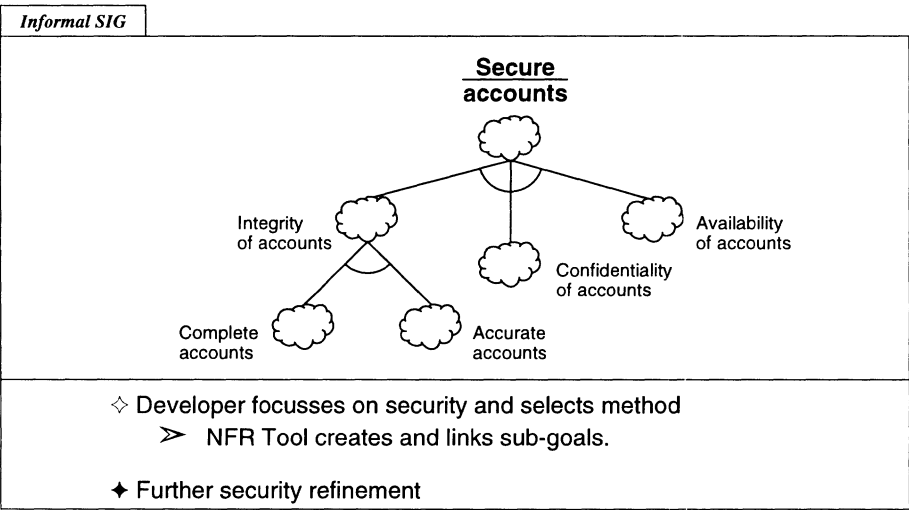 Informal SIG
Secure
accounts
Integrity
of accounts
Availability
of accounts
Confidentiality
of accounts
Complete
accounts
Accurate
accounts
✧ Developer focusses on security and selects method
➢ NFR Tool creates and links sub-goals.
✦ Further security refinement